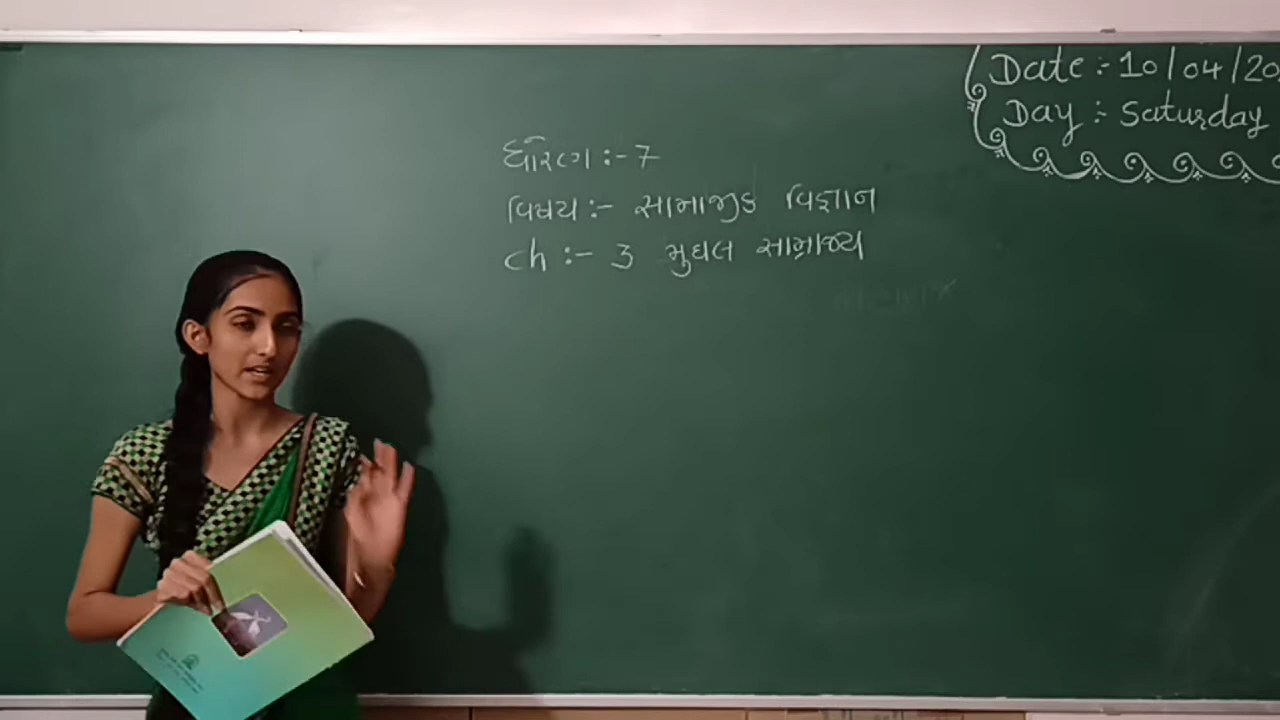 Date :- 10/04/20
Day :- Saturday
ધોરણ :- 7
વિષય :- સામાજીક વિજ્ઞાન
ch :- 3 મુઘલ સામ્રાજ્ય